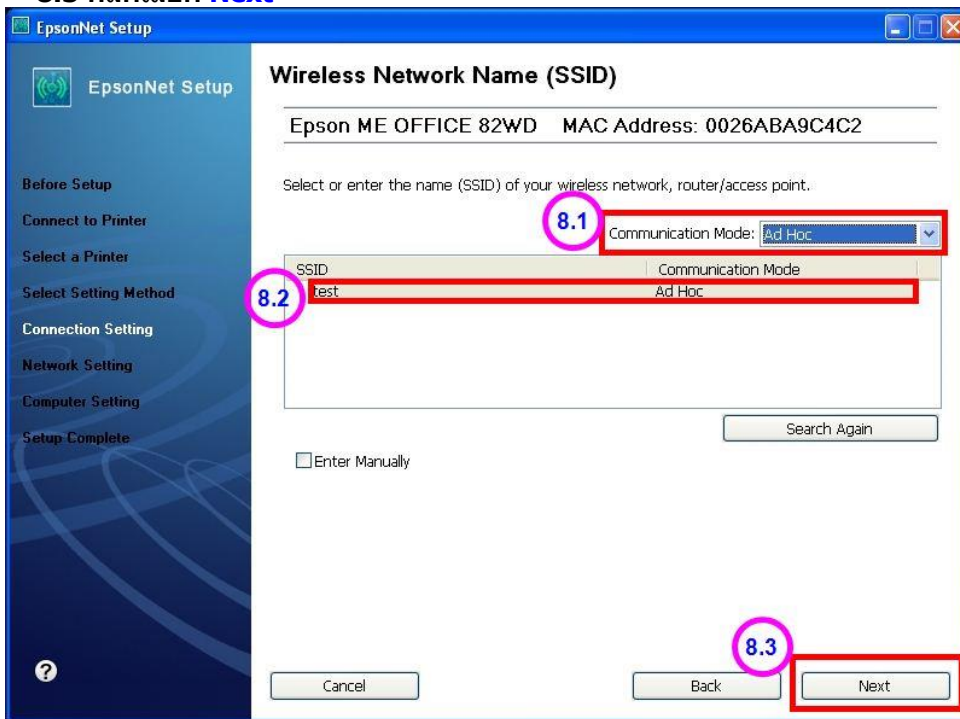 Next
EpsonNet Setup
EpsonNet Setup
Wireless Network Name (SSID)
Epson ME OFFICE 82WD MAC Address: 0026ABA9C4C2
Before Setup
Connect to Printer
Select a Printer
Select Setting Method
Connection Setting
Network Setting
Computer Setting
Setup Complete
Select or enter the name (SSID) of your wireless network, router/access point.
8.1
Communication Mode: Ad Hoc
SSID Communication Mode
8.2
test Ad Hoc
Search Again
Enter Manually
8.3
?
Cancel
Back
Next